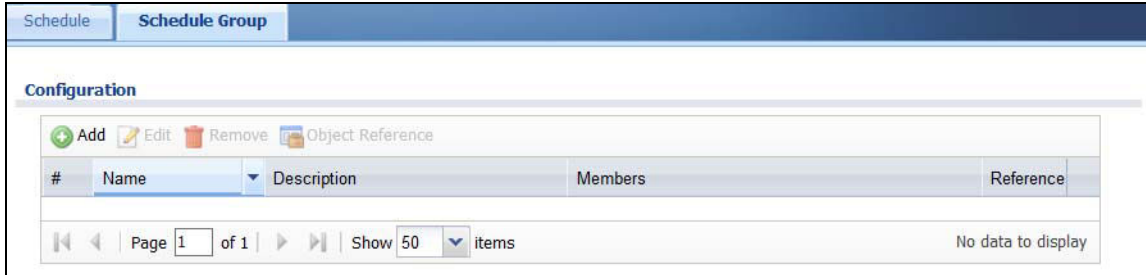 Schedule Schedule Group
Configuration
Add Edit Remove Object Reference
# Name Description Members Reference
Page 1 of 1 Show 50 items No data to display